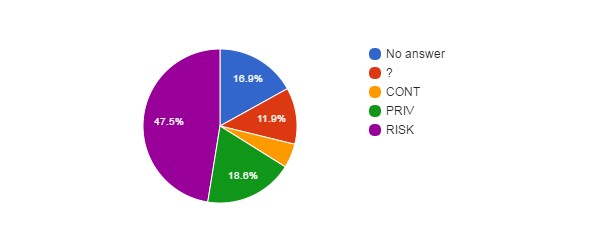 16.9%
11.9%
18.6%
47.5%
No answer
?
CONT
PRIV
RISK